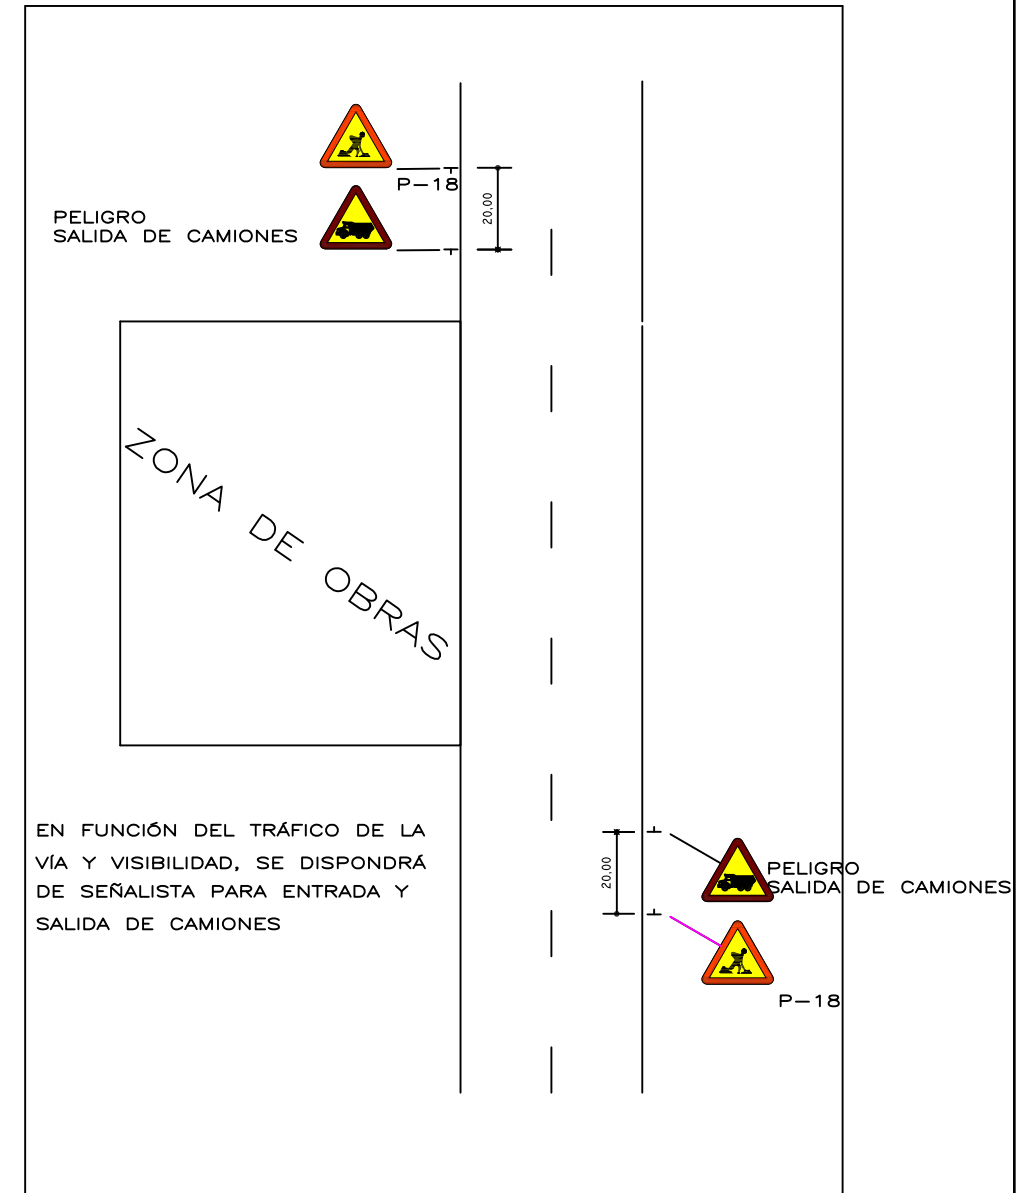 P-18
20,00
PELIGRO
SALIDA DE CAMIONES
ZONA DE OBRAS
EN FUNCIÓN DEL TRÁFICO DE LA
VÍA Y VISIBILIDAD, SE DISPONDRÁ
DE SEÑALISTA PARA ENTRADA Y
SALIDA DE CAMIONES
20,00
PELIGRO
SALIDA DE CAMIONES
P-18